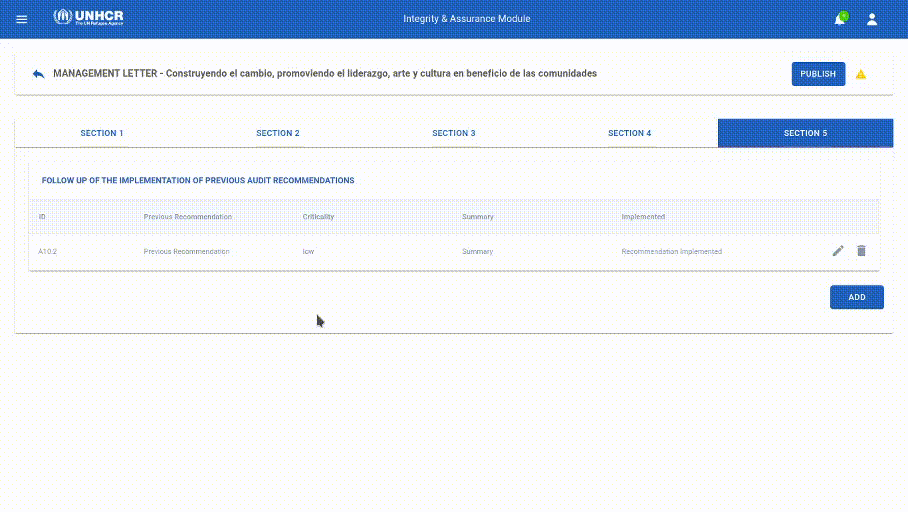 UNHCR
The UN Refugee Agency
Integrity & Assurance Module
MANAGEMENT LETTER - Construyendo el cambio, promoviendo el liderazgo, arte y cultura en beneficio de las comunidades
PUBLISH
SECTION 1 SECTION 2 SECTION 3 SECTION 4 SECTION 5
FOLLOW UP OF THE IMPLEMENTATION OF PREVIOUS AUDIT RECOMMENDATIONS
ID Previous Recommendation Criticality Summary Implemented
A10.2 Previous Recommendation low Summary Recommendation Implemented
ADD